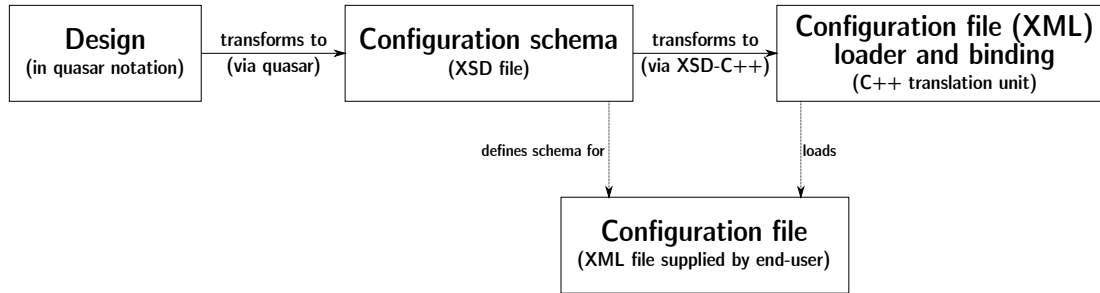 Design
(in quasar notation)
transforms to
(via quasar)
Configuration schema
(XSD file)
transforms to
(via XSD-C++)
Configuration file (XML)
loader and binding
(C++ translation unit)
defines schema for
loads
Configuration file
(XML file supplied by end-user)